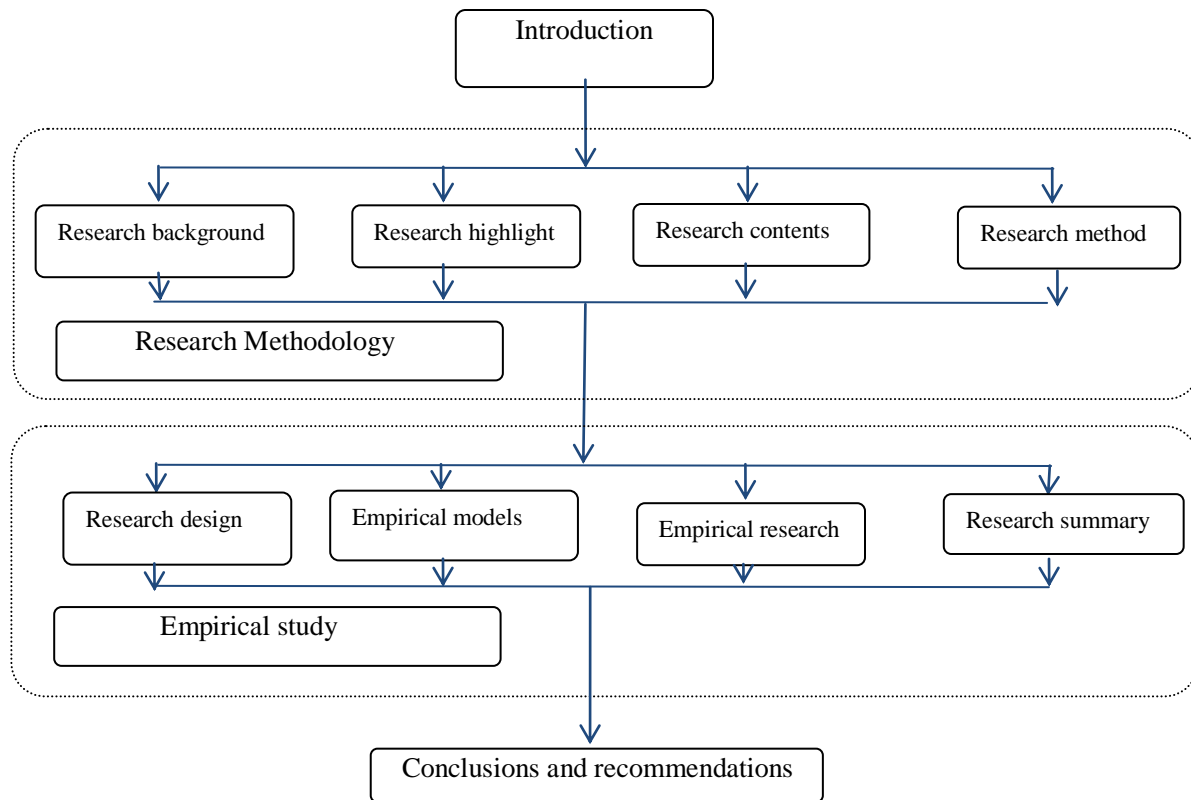 Introduction
Research background
Research highlight
Research contents
Research method
Research Methodology
Research design
Empirical models
Empirical research
Research summary
Empirical study
Conclusions and recommendations